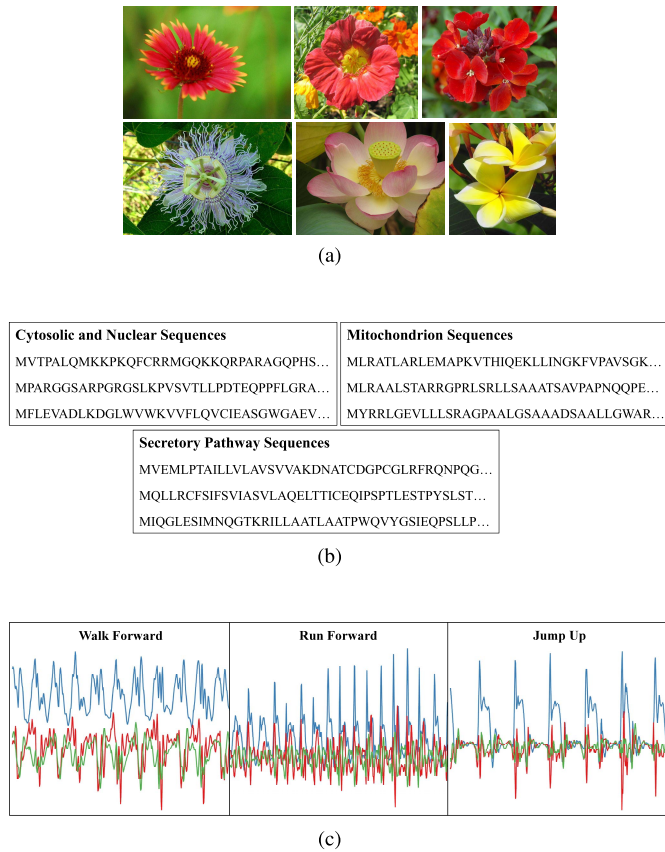 (a)
Cytosolic and Nuclear Sequences
MVTPALQMKKPKQFCRRMGQKKQRPARAGQPHS…
MPARGGSARPGRGSLKPVSVTLLPDTEQPPFLGRA…
MFLEVADLKDGLWVWKVVFLQVCIEASGWGAEV…
Mitochondrion Sequences
MLRATLARLEMAPKVTHIQEKLLINGKFVPAVSGK…
MLRAALSTARRGPRLSRLLSAAATSAVPAPNQQPE…
MYRRLGEVLLLSRAGPAALGSAAADSAALLGWAR…
Secretory Pathway Sequences
MVEMLPTAILLVLAVSVVAKDNATCDGPCGLRFRQNPQG…
MQLLRCFSIFSVIASVLAQELTTICEQIPSPTLESTPYSLST…
MIQGLESIMNQGTKRILLAATLAATPWQVYGSIEQPSLLP…
(b)
Walk Forward
Run Forward
Jump Up
(c)